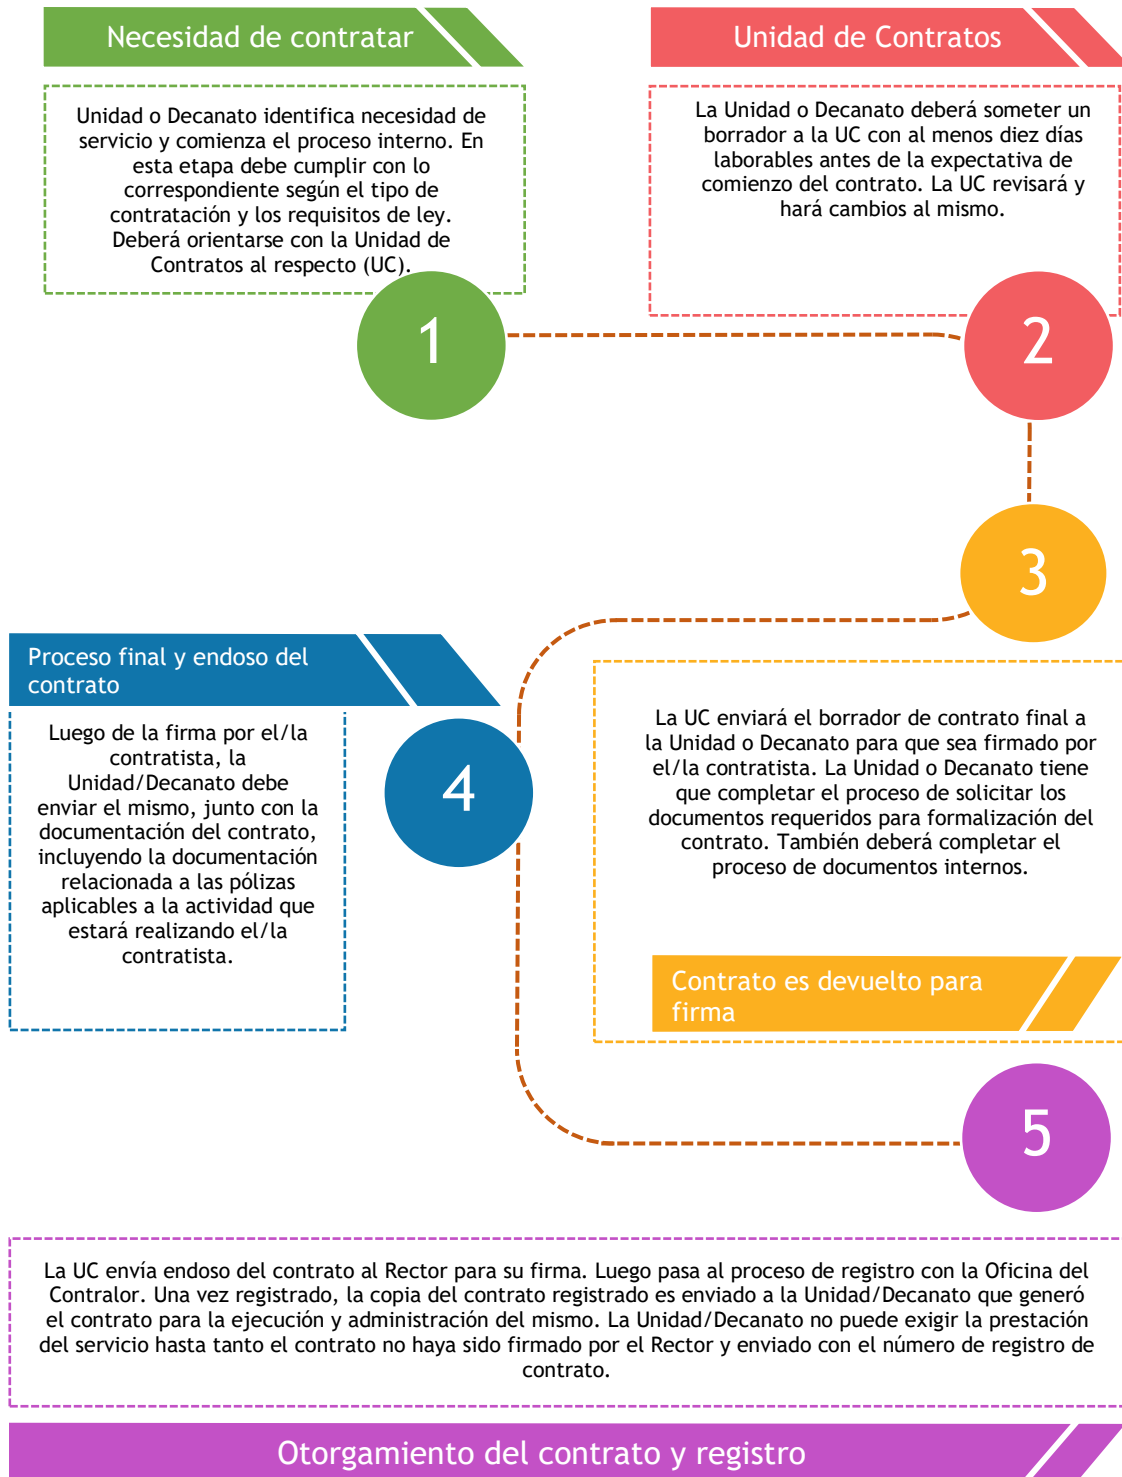 Necesidad de contratar
Unidad o Decanato identifica necesidad de
servicio y comienza el proceso interno. En
esta etapa debe cumplir con lo
correspondiente según el tipo de
contratación y los requisitos de ley.
Deberá orientarse con la Unidad de
Contratos al respecto (UC).
1
Unidad de Contratos
La Unidad o Decanato deberá someter un
borrador a la UC con al menos diez días
laborables antes de la expectativa de
comienzo del contrato. La UC revisará y
hará cambios al mismo.
2
3
La UC enviará el borrador de contrato final a
la Unidad o Decanato para que sea firmado por
el/la contratista. La Unidad o Decanato tiene
que completar el proceso de solicitar los
documentos requeridos para formalización del
contrato. También deberá completar el
proceso de documentos internos.
Contrato es devuelto para
firma
Proceso final y endoso del
contrato
Luego de la firma por el/la
contratista, la
Unidad/Decanato debe
enviar el mismo, junto con la
documentación del contrato,
incluyendo la documentación
relacionada a las pólizas
aplicables a la actividad que
estará realizando el/la
contratista.
4
5
La UC envía endoso del contrato al Rector para su firma. Luego pasa al proceso de registro con la Oficina del
Contralor. Una vez registrado, la copia del contrato registrado es enviado a la Unidad/Decanato que generó
el contrato para la ejecución y administración del mismo. La Unidad/Decanato no puede exigir la prestación
del servicio hasta tanto el contrato no haya sido firmado por el Rector y enviado con el número de registro de
contrato.
Otorgamiento del contrato y registro